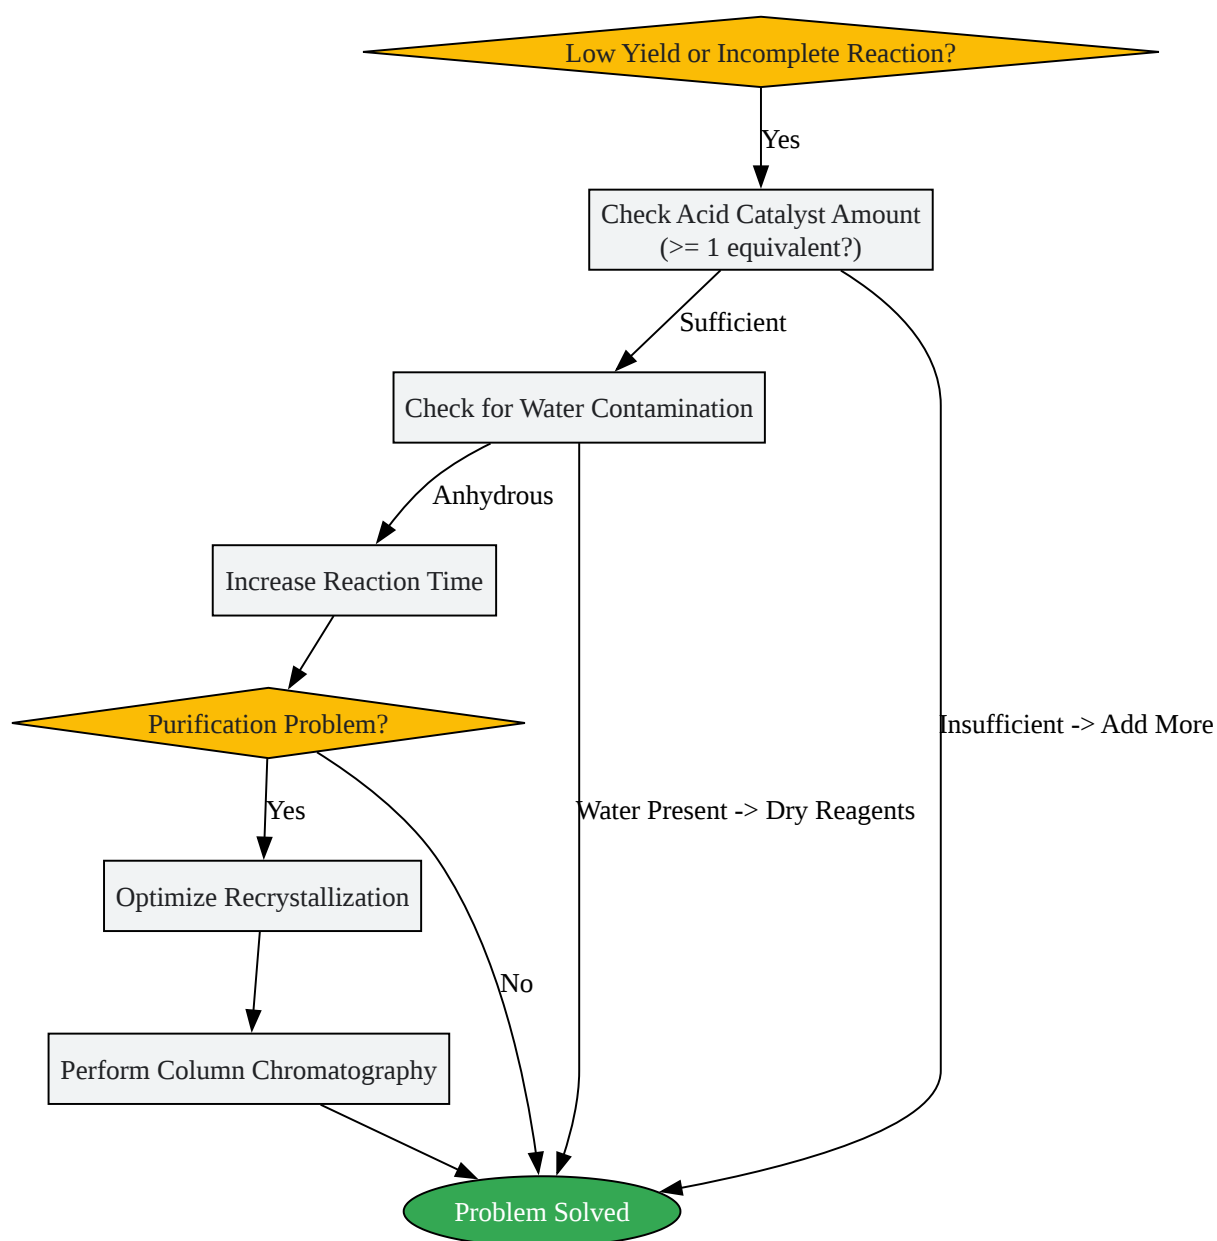 Low Yield or Incomplete Reaction?
Yes
Check Acid Catalyst Amount
(>= 1 equivalent?)
Sufficient
Check for Water Contamination
Anhydrous
Increase Reaction Time
Purification Problem?
Insufficient -> Add More
Yes
Water Present -> Dry Reagents
Optimize Recrystallization
No
Perform Column Chromatography
Problem Solved